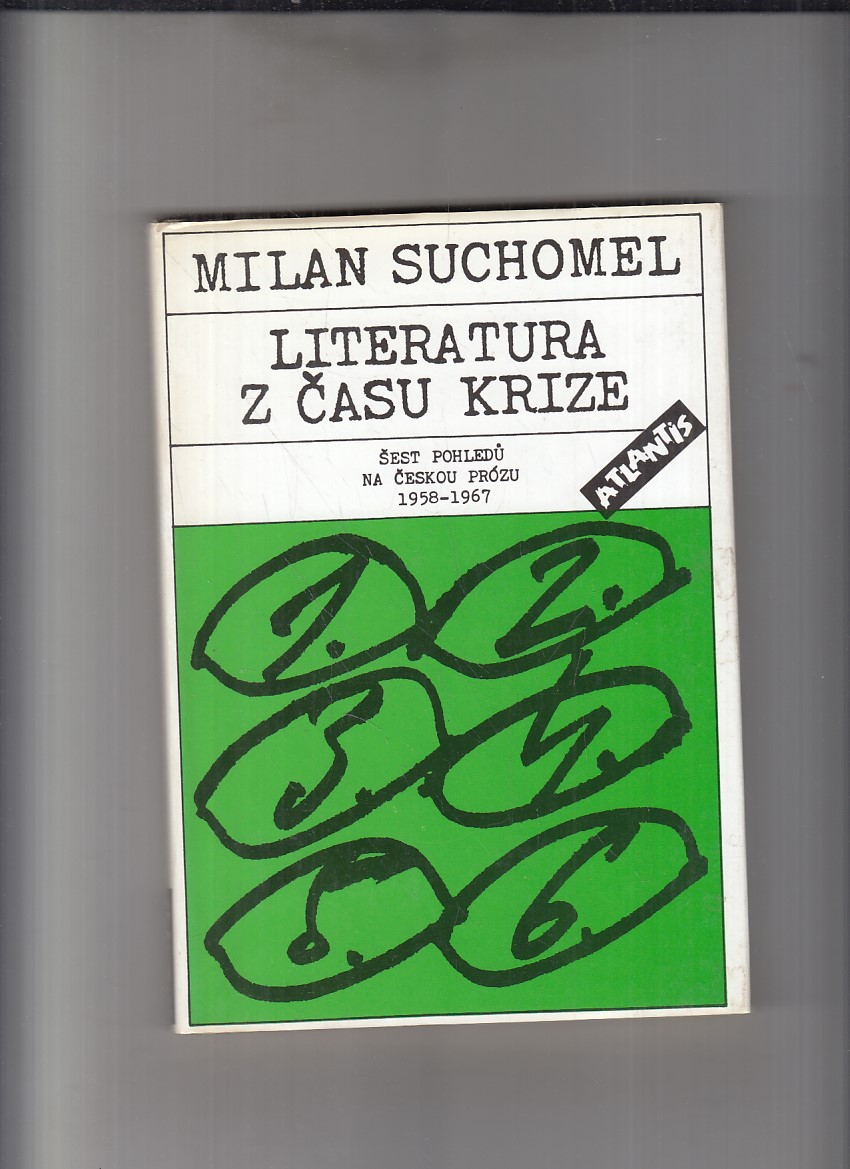 MILAN SUCHOMEL
LITERATURA
Z ČASU KRIZE
ŠEST POHLEDŮ
NA ČESKOU PRÓZU
1958-1967
ATLANTIS
1. 2.
3. 4.
5. 6.